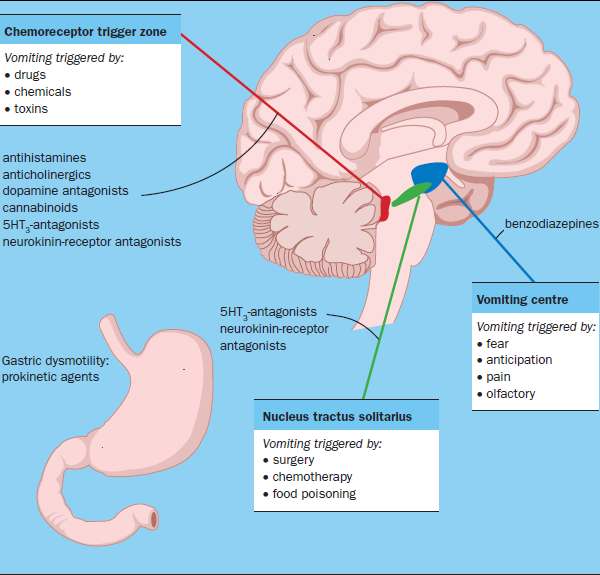 Chemoreceptor trigger zone
Vomiting triggered by:
• drugs
• chemicals
• toxins
antihistamines
anticholinergics
dopamine antagonists
cannabinoids
5HT₃-antagonists
neurokinin-receptor antagonists
benzodiazepines
Vomiting centre
Vomiting triggered by:
• fear
• anticipation
• pain
• olfactory
5HT₃-antagonists
neurokinin-receptor
antagonists
Gastric dysmotility:
prokinetic agents
Nucleus tractus solitarius
Vomiting triggered by:
• surgery
• chemotherapy
• food poisoning